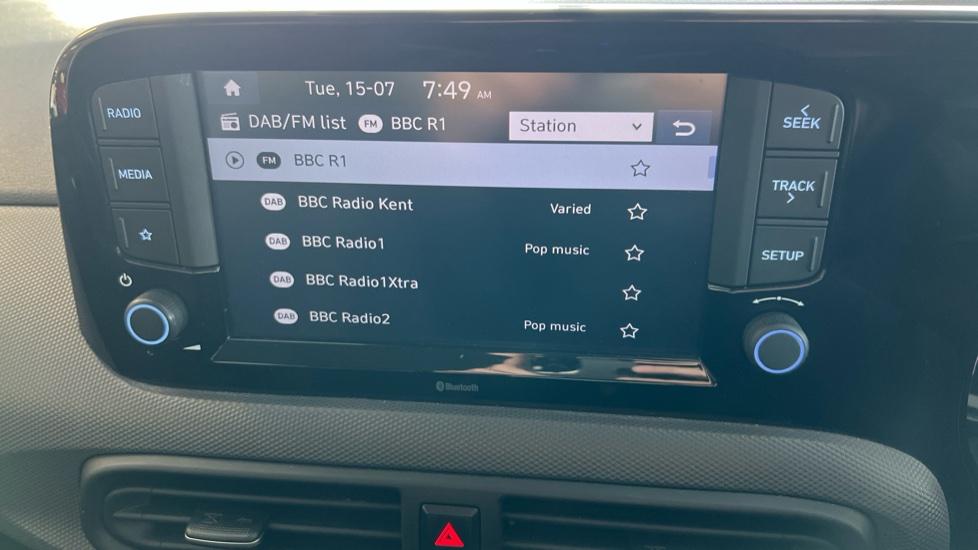 RADIO
MEDIA
Tue, 15-07 7:49 AM
DAB/FM list FM BBC R1 Station
FM BBC R1
DAB BBC Radio Kent Varied
DAB BBC Radio1 Pop music
DAB BBC Radio1Xtra
DAB BBC Radio2 Pop music
SEEK
TRACK
SETUP
Bluetooth